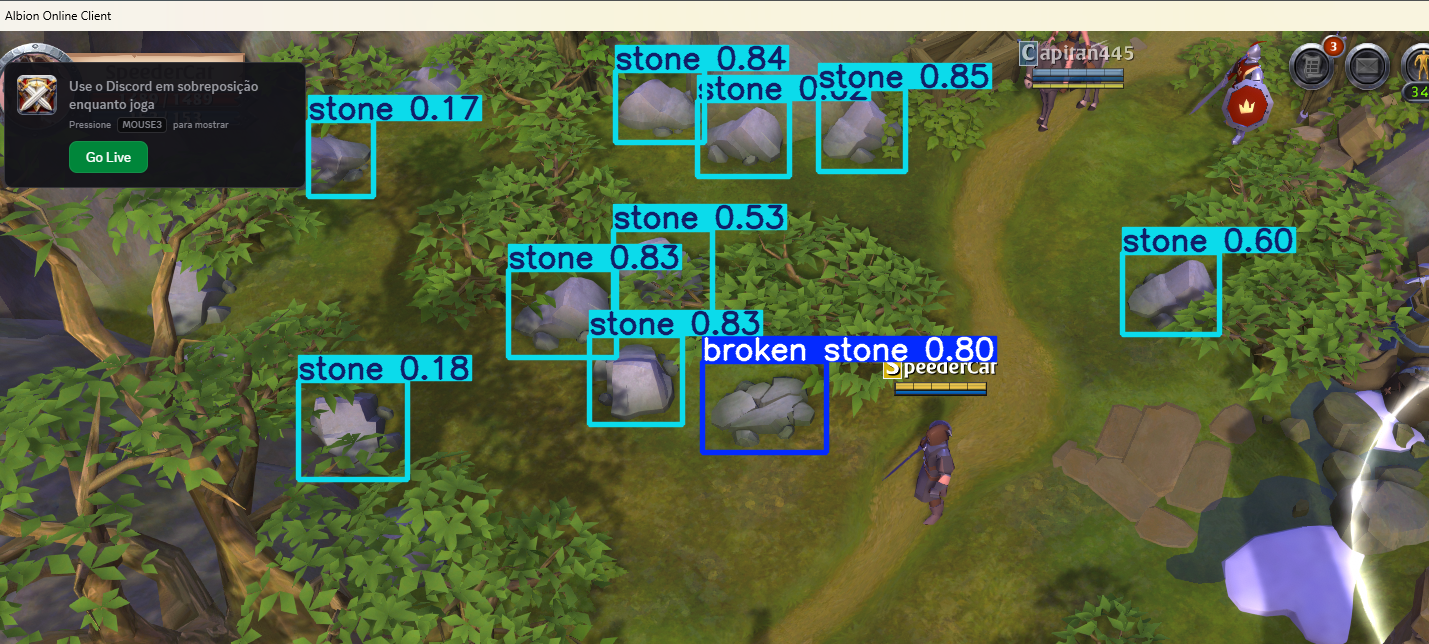 Albion Online Client
Use o Discord em sobreposição
enquanto joga
Pressione MOUSE3 para mostrar
Go Live
stone 0.17
stone 0.84
stone
stone 0.85
Capitan445
3
34
stone 0.53
stone 0.83
stone 0.60
stone 0.83
broken stone 0.80
SpeederCar
stone 0.18